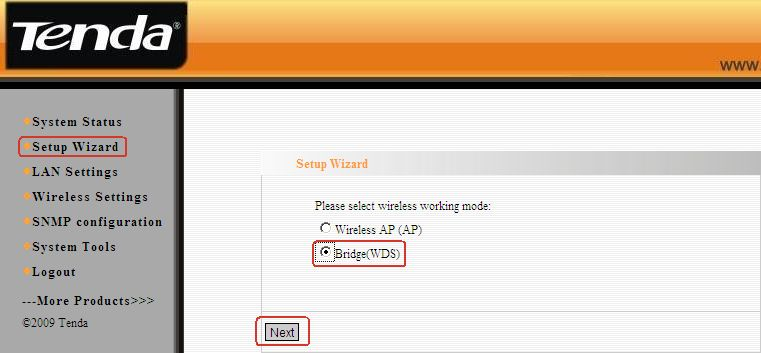 Tenda®
www.
System Status
Setup Wizard
LAN Settings
Wireless Settings
SNMP configuration
System Tools
Logout
---More Products>>>
©2009 Tenda
Setup Wizard
Please select wireless working mode:
Wireless AP (AP)
Bridge(WDS)
Next